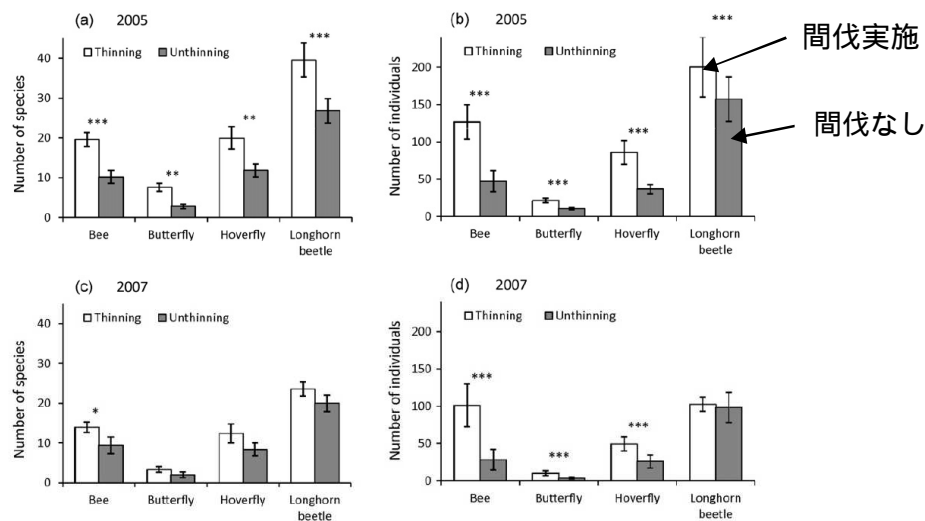 (a) 2005
Thinning Unthinning
Number of species
40
30
20
10
0
***
**
**
***
Bee Butterfly Hoverfly Longhorn
beetle
(b) 2005
Thinning Unthinning
Number of individuals
200
150
100
50
0
***
***
***
***
Bee Butterfly Hoverfly Longhorn
beetle
間伐実施
間伐なし
(c) 2007
Thinning Unthinning
Number of species
40
30
20
10
0
*
Bee Butterfly Hoverfly Longhorn
beetle
(d) 2007
Thinning Unthinning
Number of individuals
200
150
100
50
0
***
***
***
Bee Butterfly Hoverfly Longhorn
beetle